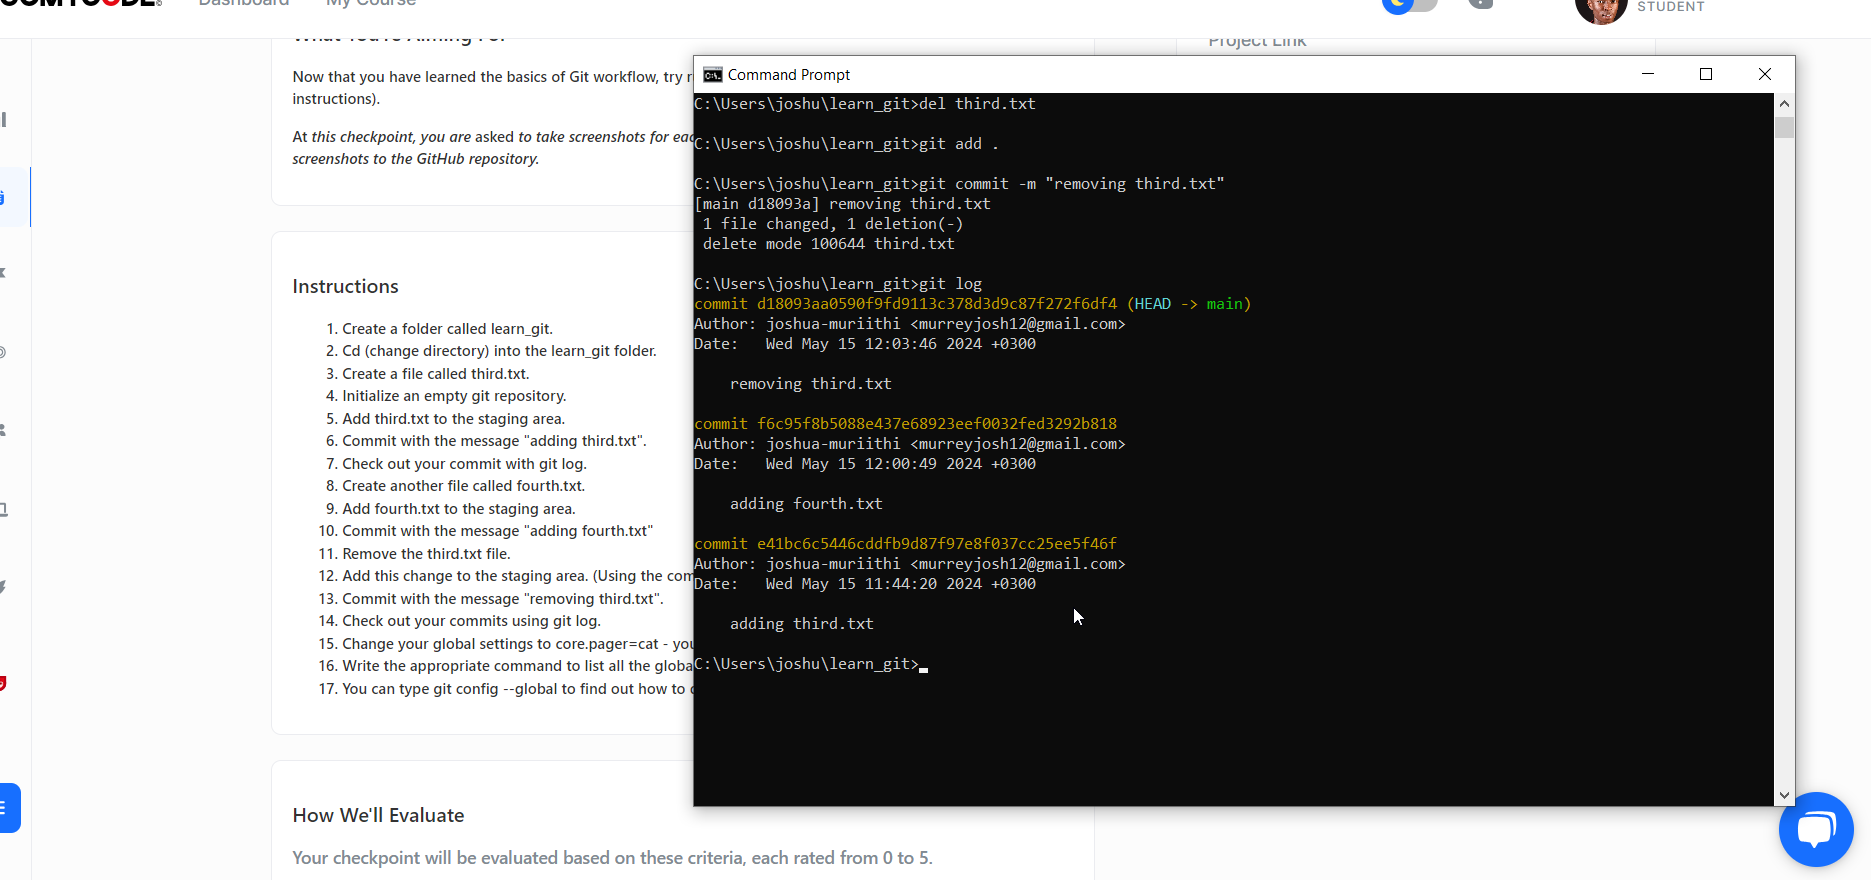 Dashboard
My Course
STUDENT
What You're Aiming For
Project Link
Now that you have learned the basics of Git workflow, try
instructions).
At this checkpoint, you are asked to take screenshots for
screenshots to the GitHub repository.
Instructions
1. Create a folder called learn_git.
2. Cd (change directory) into the learn_git folder.
3. Create a file called third.txt.
4. Initialize an empty git repository.
5. Add third.txt to the staging area.
6. Commit with the message "adding third.txt".
7. Check out your commit with git log.
8. Create another file called fourth.txt.
9. Add fourth.txt to the staging area.
10. Commit with the message "adding fourth.txt"
11. Remove the third.txt file.
12. Add this change to the staging area. (Using the com
13. Commit with the message "removing third.txt".
14. Check out your commits using git log.
15. Change your global settings to core.pager=cat - you
16. Write the appropriate command to list all the globa
17. You can type git config --global to find out how to
How We'll Evaluate
Your checkpoint will be evaluated based on these criteria, each rated from 0 to 5.
Command Prompt
C:\Users\joshu\learn_git>del third.txt
C:\Users\joshu\learn_git>git add .
C:\Users\joshu\learn_git>git commit -m "removing third.txt"
[main d18093a] removing third.txt
1 file changed, 1 deletion(-)
delete mode 100644 third.txt
C:\Users\joshu\learn_git>git log
commit d18093aa0590f9fd9113c378d3d9c87f272f6df4 (HEAD -> main)
Author: joshua-muriithi <murreyjosh12@gmail.com>
Date:   Wed May 15 12:03:46 2024 +0300
removing third.txt
commit f6c95f8b5088e437e68923eef0032fed3292b818
Author: joshua-muriithi <murreyjosh12@gmail.com>
Date:   Wed May 15 12:00:49 2024 +0300
adding fourth.txt
commit e41bc6c5446cddfb9d87f97e8f037cc25ee5f46f
Author: joshua-muriithi <murreyjosh12@gmail.com>
Date:   Wed May 15 11:44:20 2024 +0300
adding third.txt
C:\Users\joshu\learn_git>